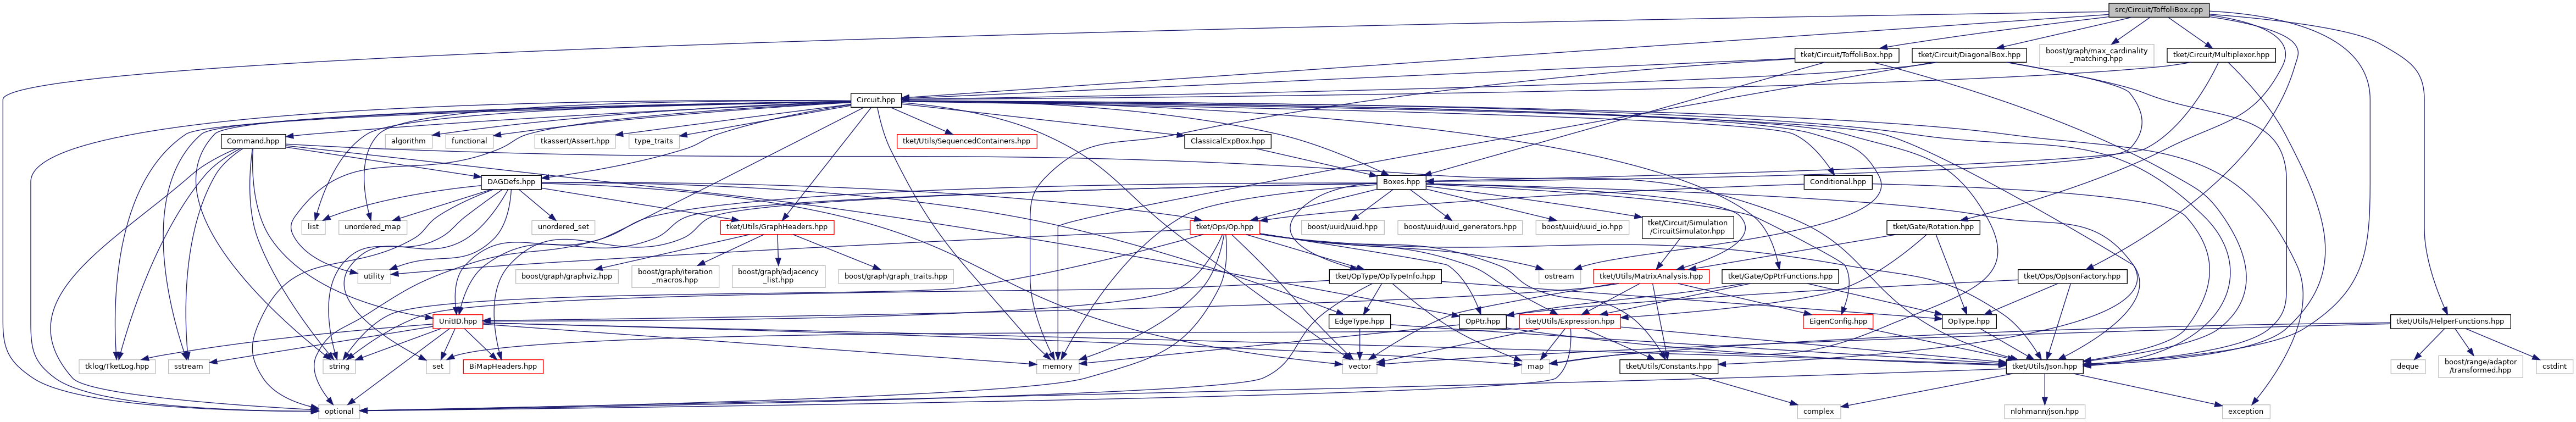 src/Circuit/ToffoliBox.cpp
tket/Circuit/ToffoliBox.hpp
tket/Circuit/DiagonalBox.hpp
boost/graph/max_cardinality
_matching.hpp
tket/Circuit/Multiplexor.hpp
Circuit.hpp
Command.hpp
algorithm
functional
tkassert/Assert.hpp
type_traits
tket/Utils/SequencedContainers.hpp
ClassicalExpBox.hpp
DAGDefs.hpp
Boxes.hpp
Conditional.hpp
list
unordered_map
unordered_set
tket/Utils/GraphHeaders.hpp
tket/Ops/Op.hpp
boost/uuid/uuid.hpp
boost/uuid/uuid_generators.hpp
boost/uuid/uuid_io.hpp
tket/Circuit/Simulation
/CircuitSimulator.hpp
tket/Gate/Rotation.hpp
utility
boost/graph/graphviz.hpp
boost/graph/iteration
_macros.hpp
boost/graph/adjacency
_list.hpp
boost/graph/graph_traits.hpp
tket/OpType/OpTypeInfo.hpp
ostream
tket/Utils/MatrixAnalysis.hpp
tket/Gate/OpPtrFunctions.hpp
tket/Ops/OpJsonFactory.hpp
UnitID.hpp
EdgeType.hpp
OpPtr.hpp
tket/Utils/Expression.hpp
EigenConfig.hpp
OpType.hpp
tket/Utils/HelperFunctions.hpp
tklog/TketLog.hpp
sstream
string
set
BiMapHeaders.hpp
memory
vector
map
tket/Utils/Constants.hpp
tket/Utils/Json.hpp
deque
boost/range/adaptor
/transformed.hpp
cstdint
optional
complex
nlohmann/json.hpp
exception